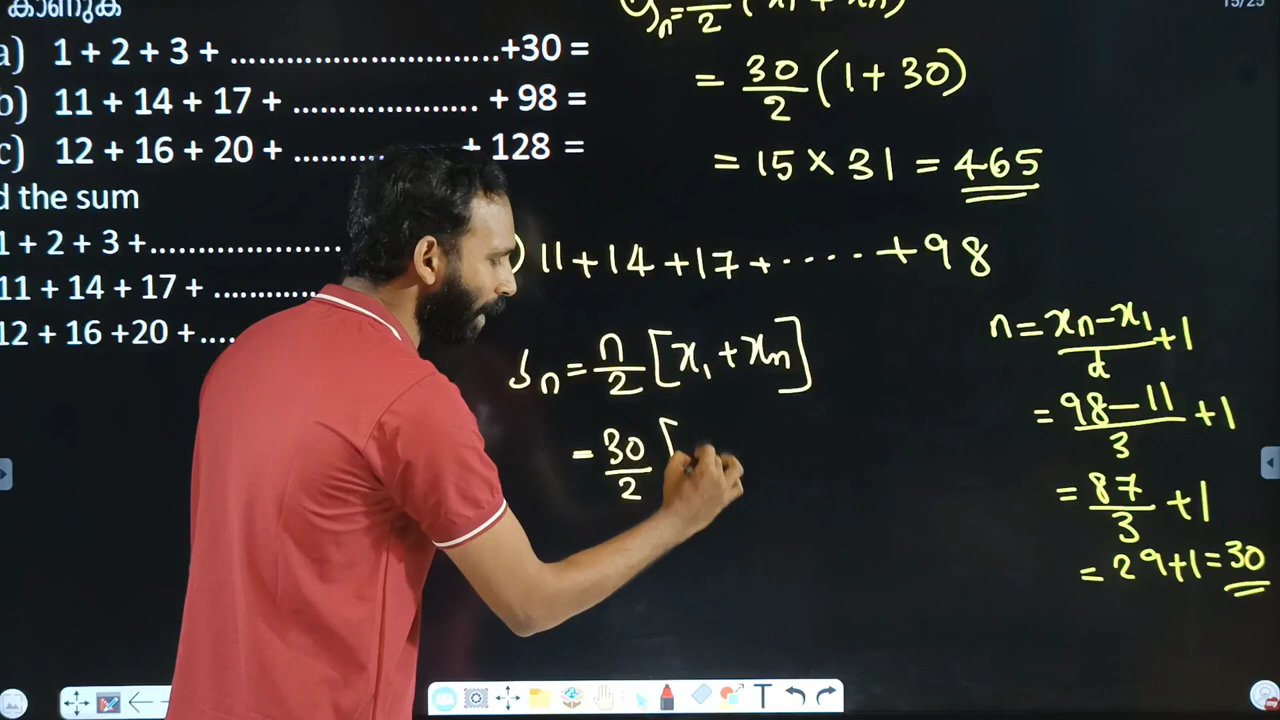 കാണുക
a) 1 + 2 + 3 + ................................+30 =
b) 11 + 14 + 17 + ...................... + 98 =
c) 12 + 16 + 20 + .......... + 128 =
d the sum
1 + 2 + 3 +.......................
11 + 14 + 17 + ............
12 + 16 +20 +....
15/25
= 30/2 (1 + 30)
= 15 × 31 = 465
) 11 + 14 + 17 + ..... + 98
Sn = n/2 [x₁ + xn]
= 30/2 [
n = xn – x₁/d + 1
= 98 – 11/3 + 1
= 87/3 + 1
= 29 + 1 = 30
T